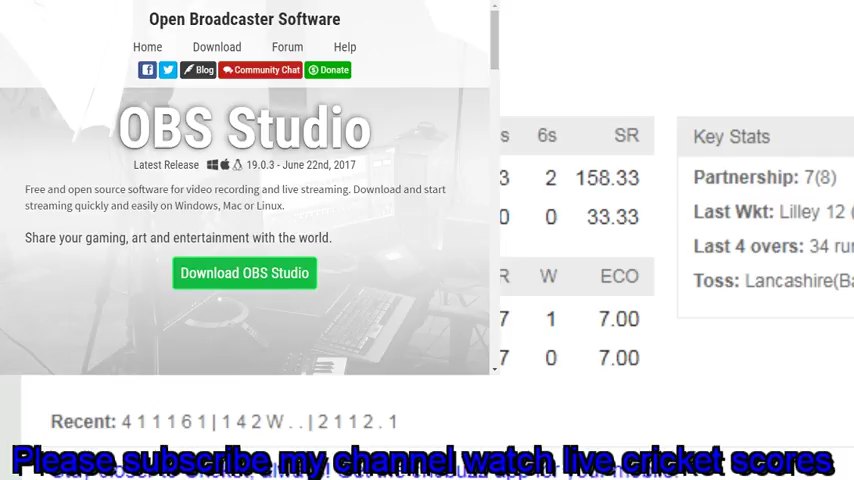 Open Broadcaster Software
Home Download Forum Help
Blog Community Chat Donate
OBS Studio
Latest Release 19.0.3 - June 22nd, 2017
Free and open source software for video recording and live streaming. Download and start
streaming quickly and easily on Windows, Mac or Linux.
Share your gaming, art and entertainment with the world.
Download OBS Studio
s 6s SR
3 2 158.33
0 0 33.33
R W ECO
7 1 7.00
7 0 7.00
Key Stats
Partnership: 7(8)
Last Wkt: Lilley 12 (
Last 4 overs: 34 run
Toss: Lancashire(Ba
Recent: 4 1 1 1 6 1 | 1 4 2 W . . | 2 1 1 2 . 1
Please subscribe my channel watch live cricket scores